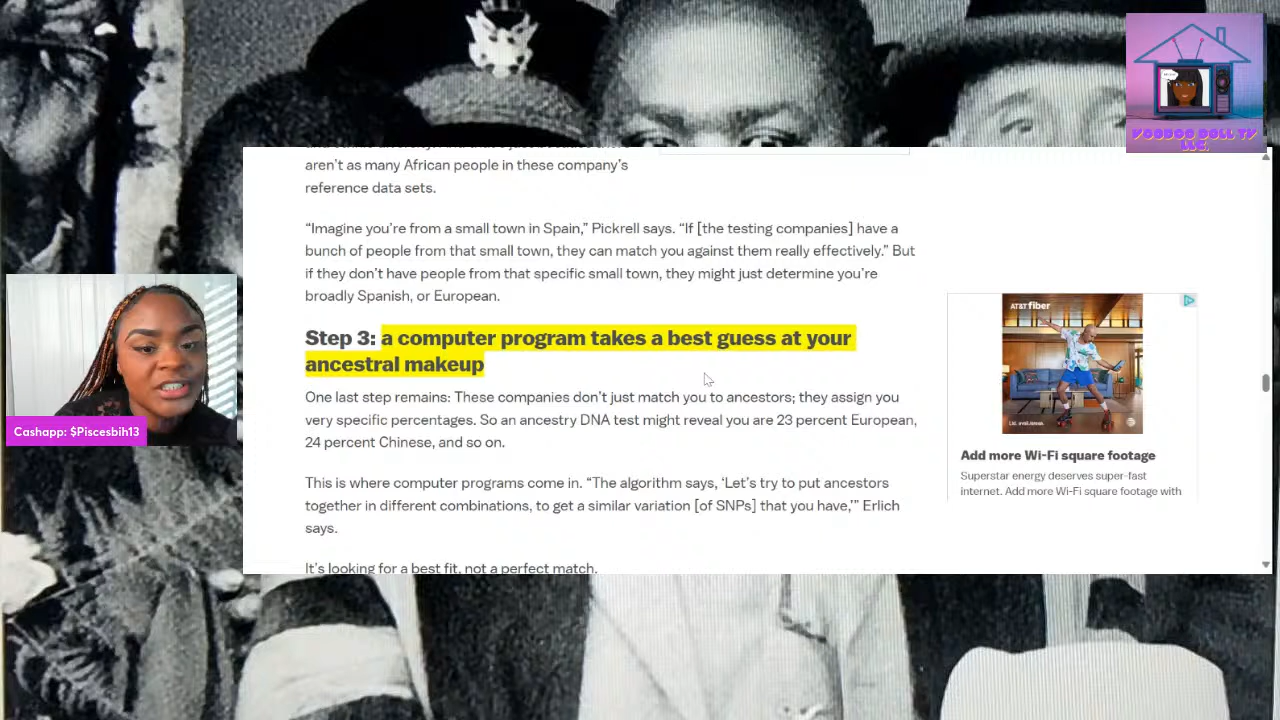 VOODOO DOLL TV
LLC.
aren't as many African people in these company's
reference data sets.
“Imagine you're from a small town in Spain,” Pickrell says. “If [the testing companies] have a
bunch of people from that small town, they can match you against them really effectively.” But
if they don't have people from that specific small town, they might just determine you're
broadly Spanish, or European.
Step 3: a computer program takes a best guess at your
ancestral makeup
One last step remains: These companies don't just match you to ancestors; they assign you
very specific percentages. So an ancestry DNA test might reveal you are 23 percent European,
24 percent Chinese, and so on.
This is where computer programs come in. “The algorithm says, ‘Let's try to put ancestors
together in different combinations, to get a similar variation [of SNPs] that you have,’” Erlich
says.
It's looking for a best fit, not a perfect match.
AT&T fiber
Add more Wi-Fi square footage
Superstar energy deserves super-fast
internet. Add more Wi-Fi square footage with
Cashapp: $Piscesbih13